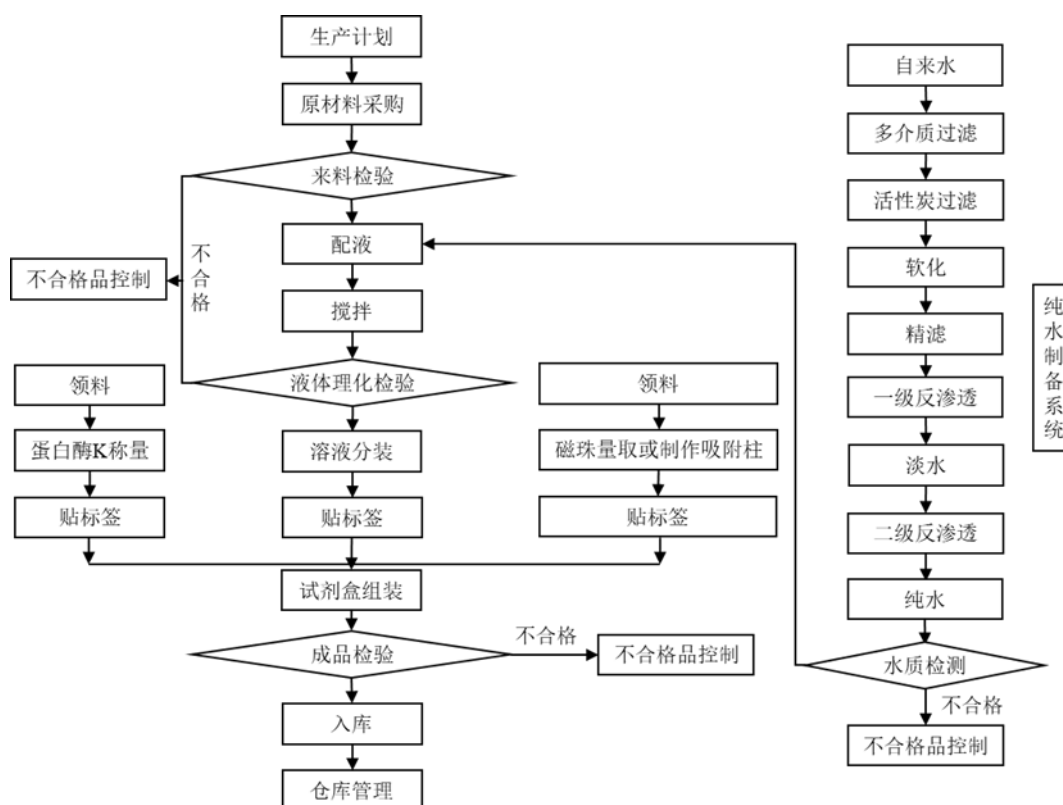 生产计划
原材料采购
来料检验
配液
不合格
不合格品控制
搅拌
液体理化检验
领料
蛋白酶K称量
贴标签
溶液分装
贴标签
领料
磁珠量取或制作吸附柱
贴标签
试剂盒组装
成品检验
不合格
不合格品控制
入库
仓库管理
自来水
多介质过滤
活性炭过滤
软化
精滤
一级反渗透
淡水
二级反渗透
纯水
水质检测
不合格
不合格品控制
纯水制备系统